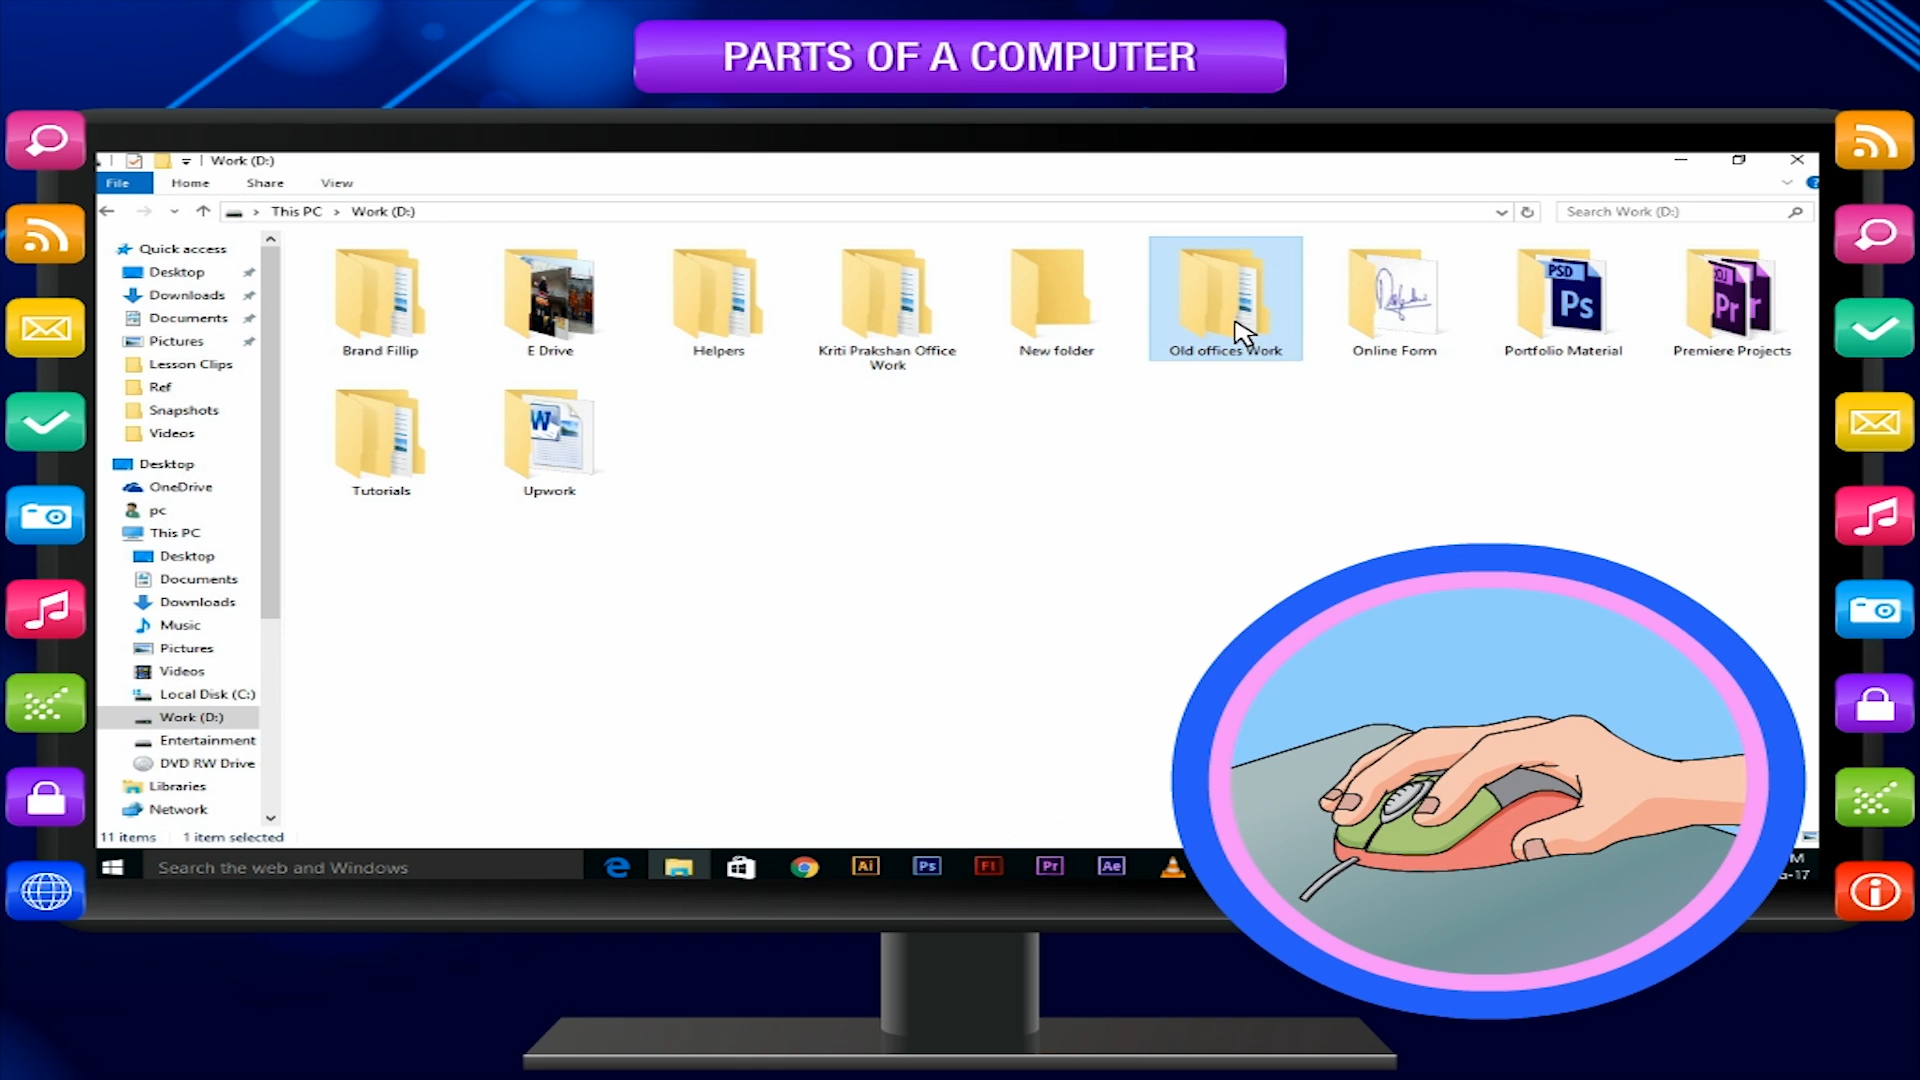 PARTS OF A COMPUTER
Work (D:)
File Home Share View
This PC > Work (D:)
Search Work (D:)
Quick access
Desktop
Downloads
Documents
Pictures
Lesson Clips
Ref
Snapshots
Videos
Desktop
OneDrive
pc
This PC
Desktop
Documents
Downloads
Music
Pictures
Videos
Local Disk (C:)
Work (D:)
Entertainment
DVD RW Drive
Libraries
Network
Brand Fillip
E Drive
Helpers
Kriti Prakshan Office
Work
New folder
Old offices Work
Online Form
PSD
Ps
Portfolio Material
Pr
Premiere Projects
Tutorials
W
Upwork
11 items 1 item selected
Search the web and Windows
Ai Ps Fl Pr Ae